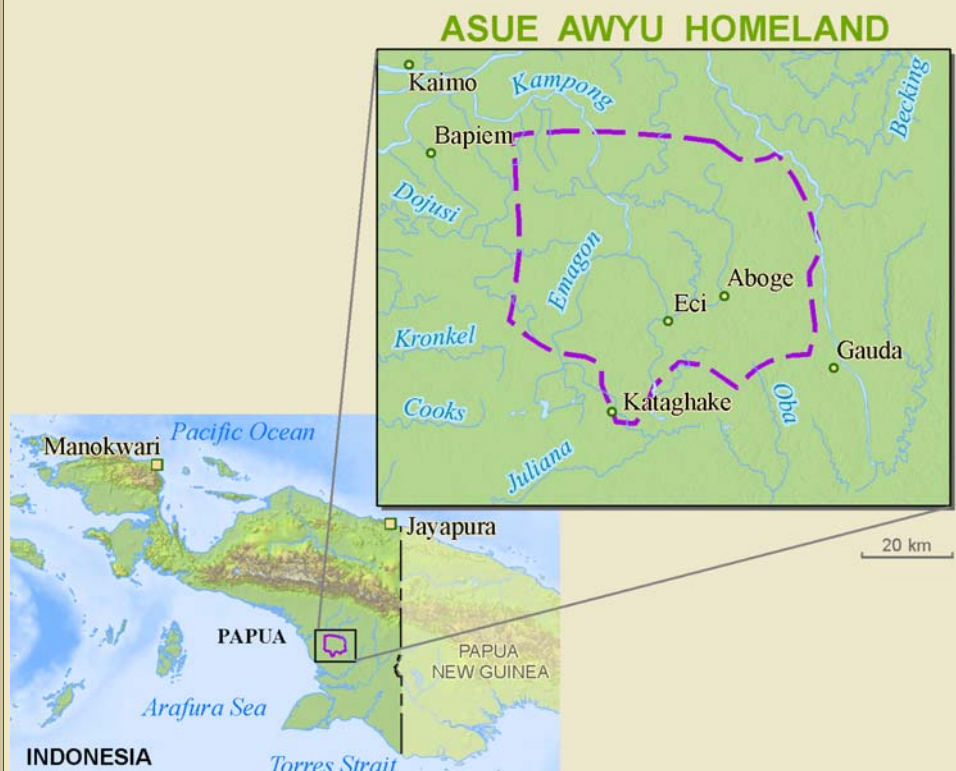 ASUE AWYU HOMELAND
Kaimo
Kampong
Becking
Bapiem
Dojusi
Emagon
Aboge
Eci
Kronkel
Gauda
Cooks
Kataghake
Oba
Juliana
Manokwari
Pacific Ocean
Jayapura
20 km
PAPUA
PAPUA
NEW GUINEA
Arafura Sea
INDONESIA
Torres Strait